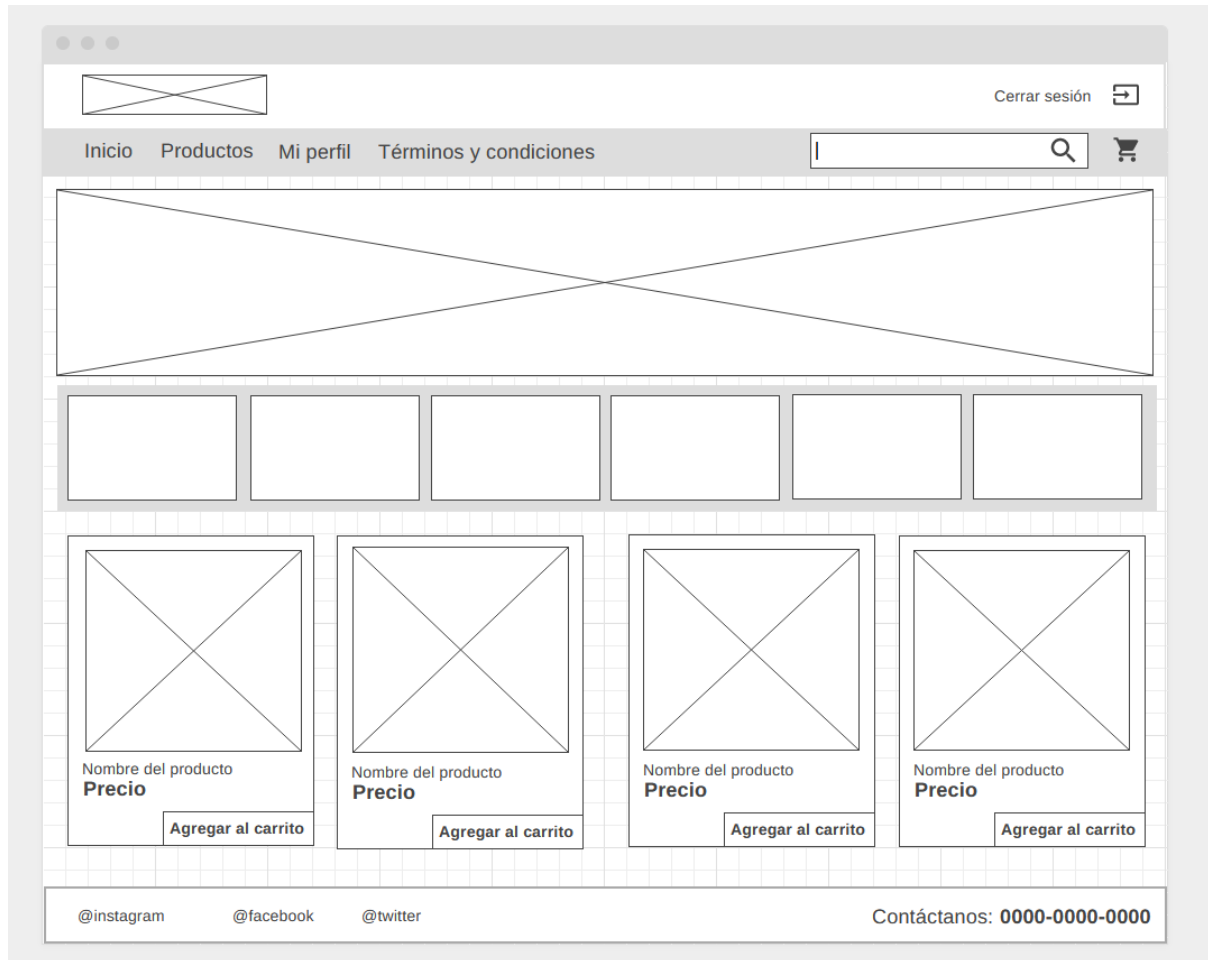 Cerrar sesión
Inicio Productos Mi perfil Términos y condiciones
Nombre del producto
Precio
Agregar al carrito
Nombre del producto
Precio
Agregar al carrito
Nombre del producto
Precio
Agregar al carrito
Nombre del producto
Precio
Agregar al carrito
@instagram @facebook @twitter Contáctanos: 0000-0000-0000